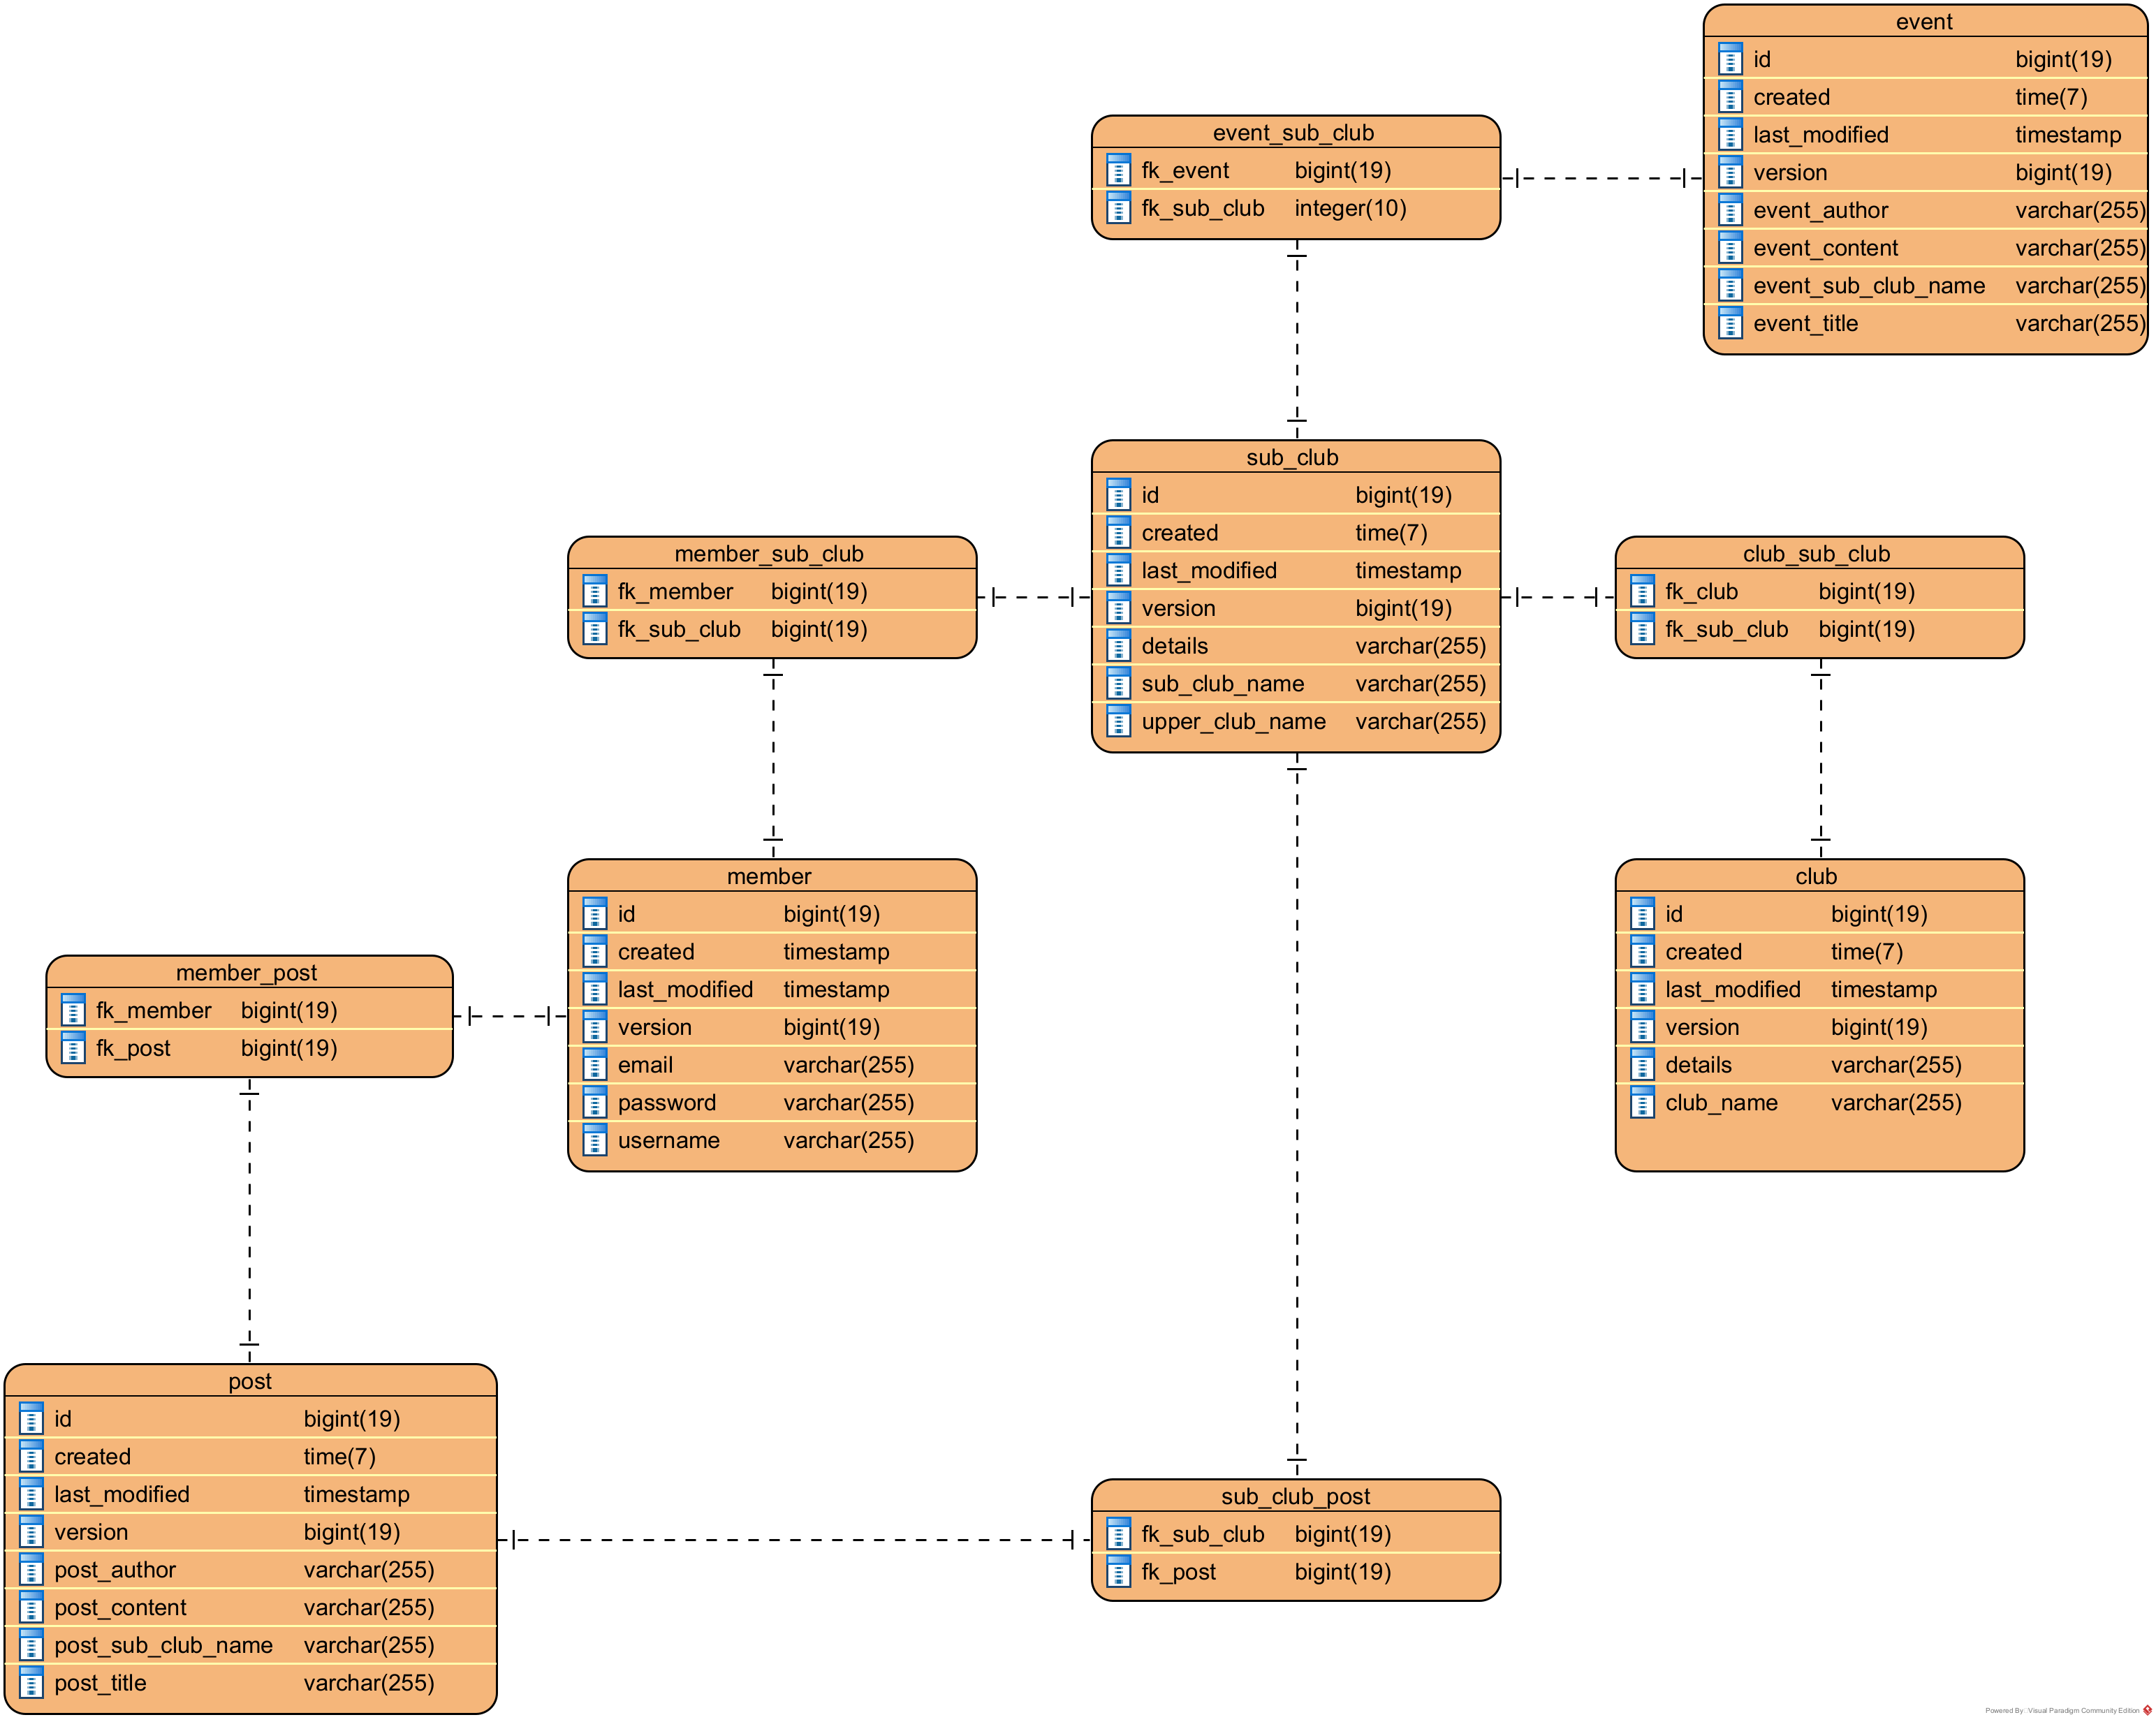 event
id bigint(19)
created time(7)
last_modified timestamp
version bigint(19)
event_author varchar(255)
event_content varchar(255)
event_sub_club_name varchar(255)
event_title varchar(255)
event_sub_club
fk_event bigint(19)
fk_sub_club integer(10)
sub_club
id bigint(19)
created time(7)
last_modified timestamp
version bigint(19)
details varchar(255)
sub_club_name varchar(255)
upper_club_name varchar(255)
member_sub_club
fk_member bigint(19)
fk_sub_club bigint(19)
club_sub_club
fk_club bigint(19)
fk_sub_club bigint(19)
member
id bigint(19)
created timestamp
last_modified timestamp
version bigint(19)
email varchar(255)
password varchar(255)
username varchar(255)
club
id bigint(19)
created time(7)
last_modified timestamp
version bigint(19)
details varchar(255)
club_name varchar(255)
member_post
fk_member bigint(19)
fk_post bigint(19)
post
id bigint(19)
created time(7)
last_modified timestamp
version bigint(19)
post_author varchar(255)
post_content varchar(255)
post_sub_club_name varchar(255)
post_title varchar(255)
sub_club_post
fk_sub_club bigint(19)
fk_post bigint(19)
Powered By Visual Paradigm Community Edition